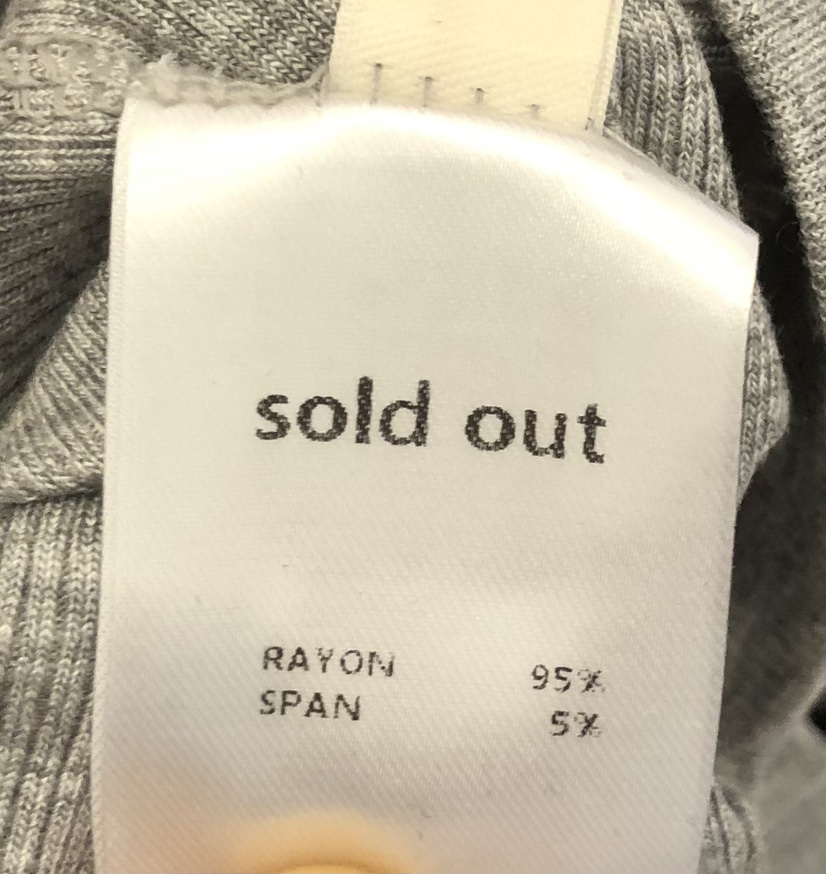 sold out
RAYON 95%
SPAN 5%